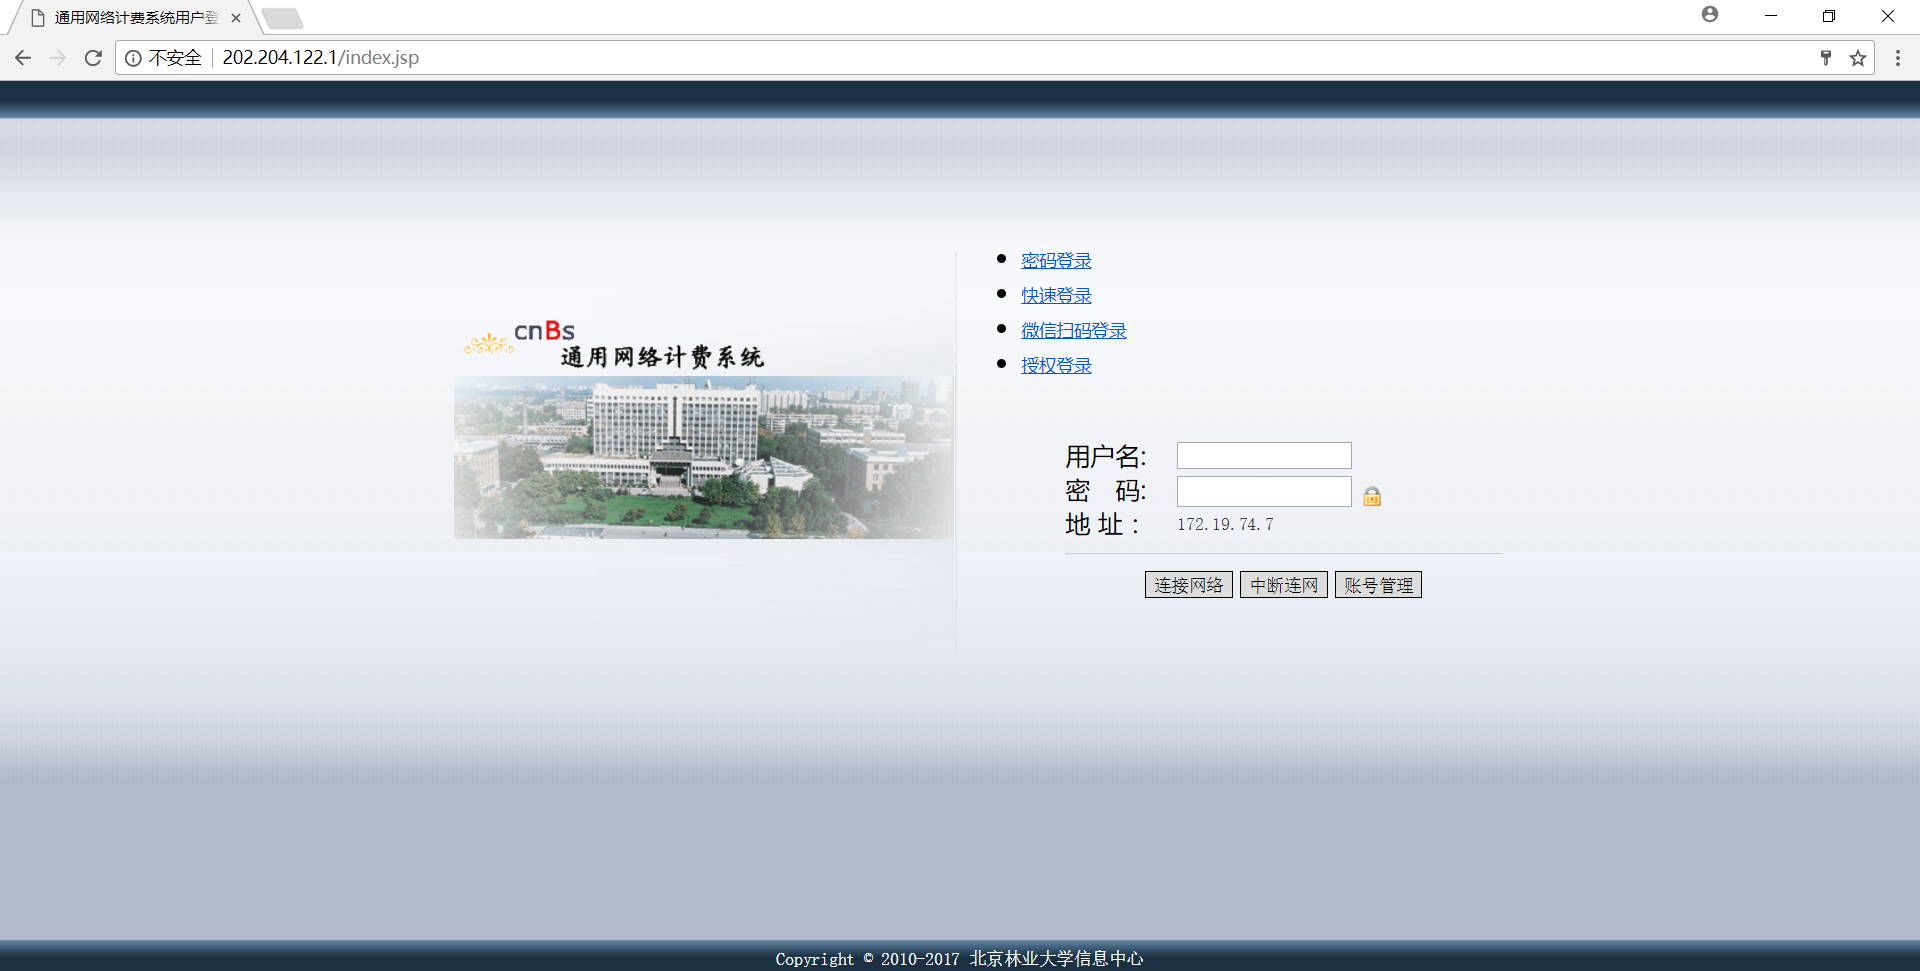 通用网络计费系统用户登
不安全 202.204.122.1/index.jsp
密码登录
快速登录
微信扫码登录
授权登录
cnBs
通用网络计费系统
用户名:
密 码:
地 址 : 172.19.74.7
连接网络 中断连网 账号管理
Copyright © 2010-2017 北京林业大学信息中心